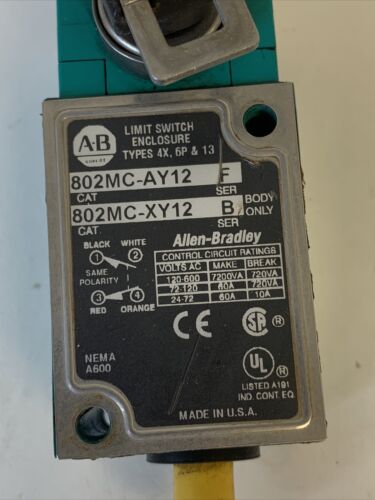 A-B
LIMIT SWITCH
ENCLOSURE
TYPES 4X, 6P & 13
802MC-AY12 F
CAT SER
802MC-XY12 B BODY ONLY
CAT. SER
Allen-Bradley
BLACK WHITE
1 2
SAME
POLARITY
3 4
RED ORANGE
CONTROL CIRCUIT RATINGS
VOLTS AC MAKE BREAK
120-600 7200VA 720VA
72-120 60A 720VA
24-72 60A 10A
CE
SA
NEMA
A600
UL
LISTED A191
IND. CONT. EQ.
MADE IN U.S.A.